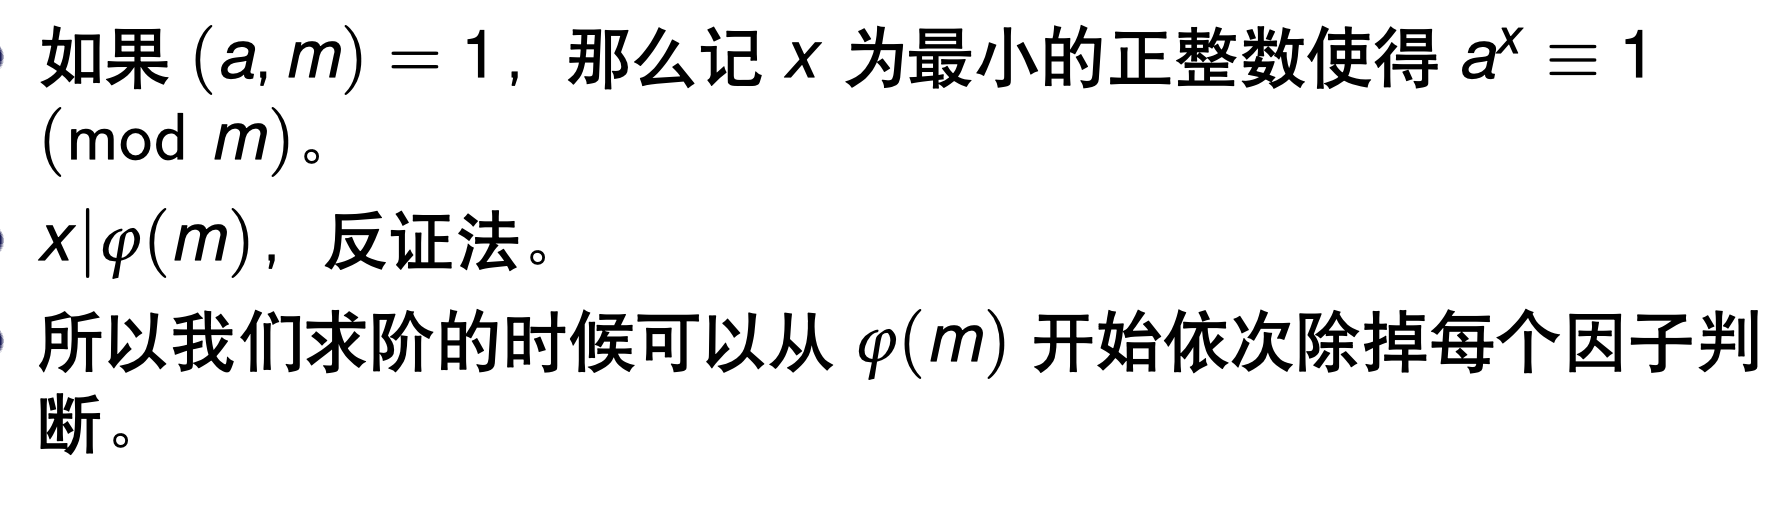 如果 (a, m) = 1，那么记 x 为最小的正整数使得 aˣ ≡ 1
(mod m)。
x|φ(m)，反证法。
所以我们求阶的时候可以从 φ(m) 开始依次除掉每个因子判
断。